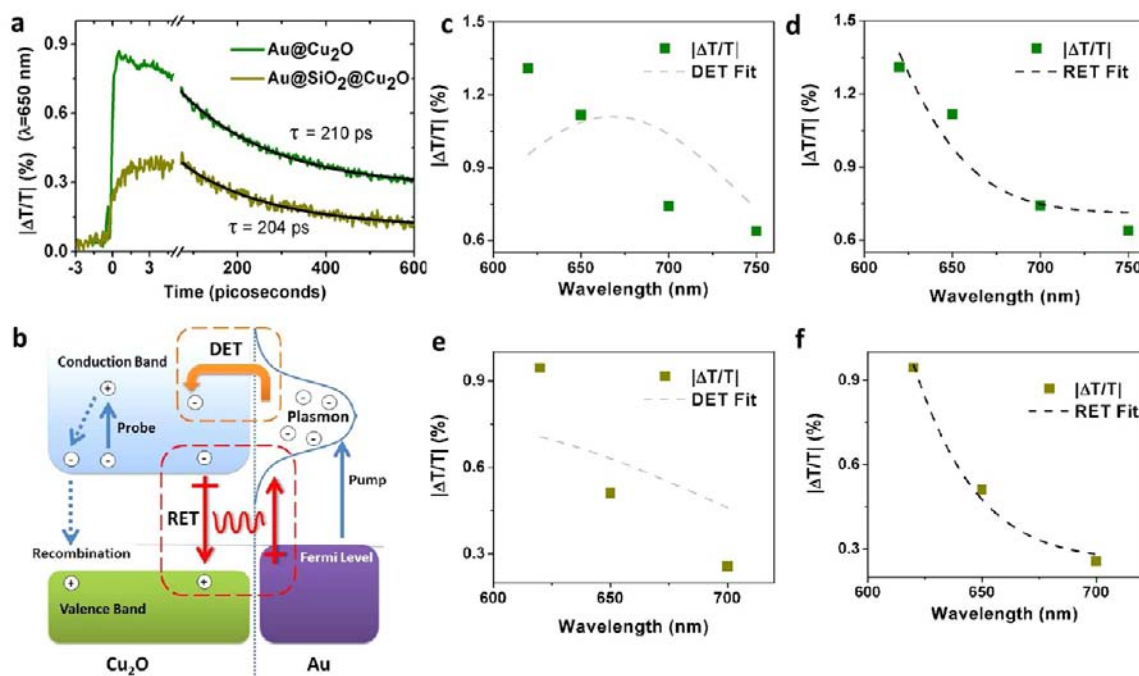 a
|ΔT/T| (%) (λ=650 nm)
0.9
0.6
0.3
0.0
Au@Cu₂O
Au@SiO₂@Cu₂O
τ = 210 ps
τ = 204 ps
-3 0 3 200 400 600
Time (picoseconds)
c
|ΔT/T| (%)
1.5
1.2
0.9
0.6
|ΔT/T|
DET Fit
600 650 700 750
Wavelength (nm)
d
|ΔT/T| (%)
1.5
1.2
0.9
0.6
|ΔT/T|
RET Fit
600 650 700 750
Wavelength (nm)
b
Conduction Band
DET
Plasmon
Probe
Pump
RET
Recombination
Fermi Level
Valence Band
Cu₂O Au
e
|ΔT/T| (%)
0.9
0.6
0.3
|ΔT/T|
DET Fit
600 650 700
Wavelength (nm)
f
|ΔT/T| (%)
0.9
0.6
0.3
|ΔT/T|
RET Fit
600 650 700
Wavelength (nm)